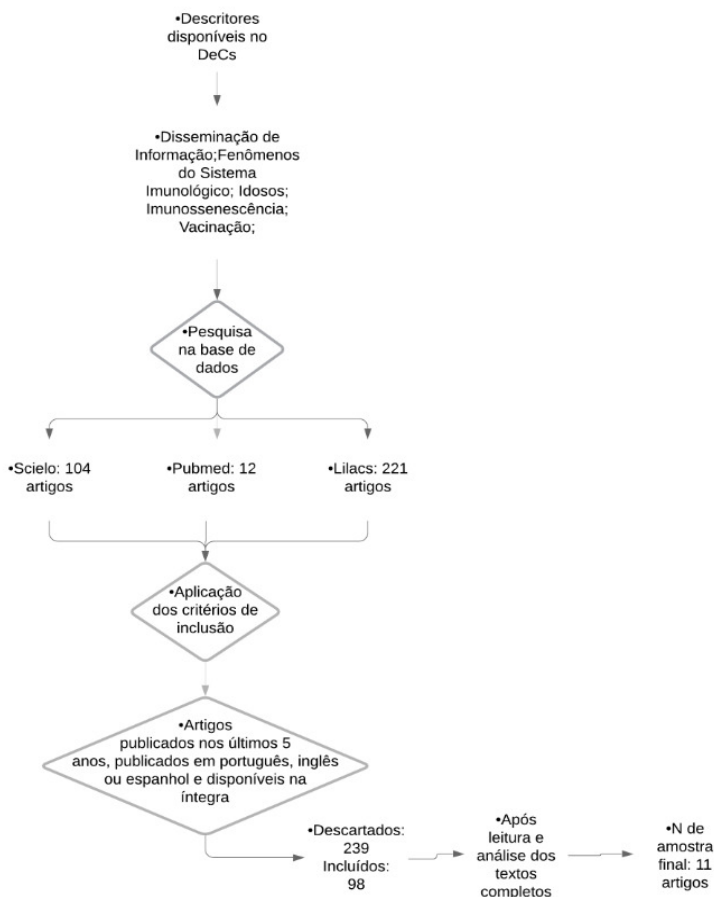 •Descritores
disponíveis no
DeCs
•Disseminação de
Informação;Fenômenos
do Sistema
Imunológico; Idosos;
Imunossenescência;
Vacinação;
•Pesquisa
na base de
dados
•Scielo: 104
artigos
•Pubmed: 12
artigos
•Lilacs: 221
artigos
•Aplicação
dos critérios de
inclusão
•Artigos
publicados nos últimos 5
anos, publicados em português, inglês
ou espanhol e disponíveis na
íntegra
•Descartados:
239
Incluídos:
98
•Após
leitura e
análise dos
textos
completos
•N de
amostra
final: 11
artigos